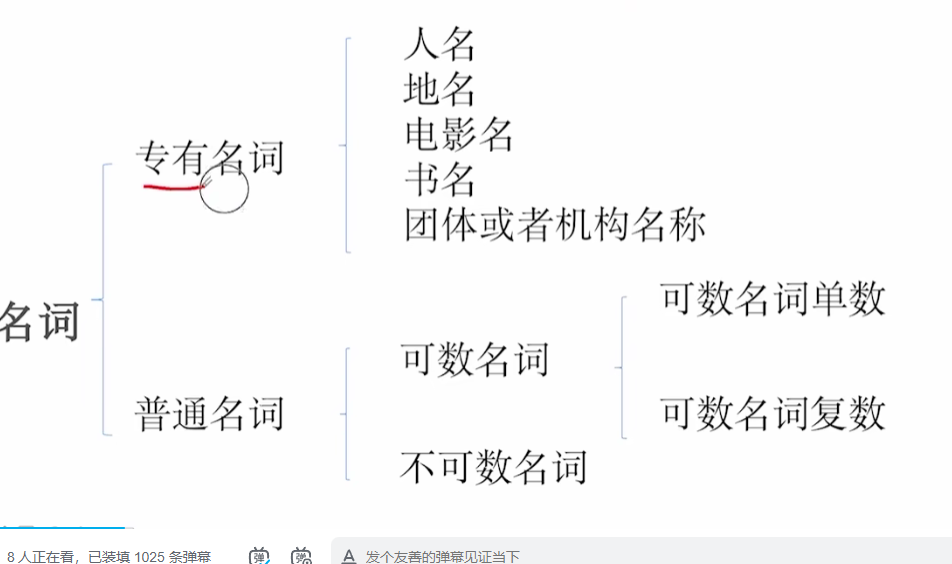 人名
地名
电影名
专有名词
书名
团体或者机构名称
可数名词单数
名词
可数名词
普通名词
可数名词复数
不可数名词
8 人正在看，已装填 1025 条弹幕
弹
弹
A 发个友善的弹幕见证当下